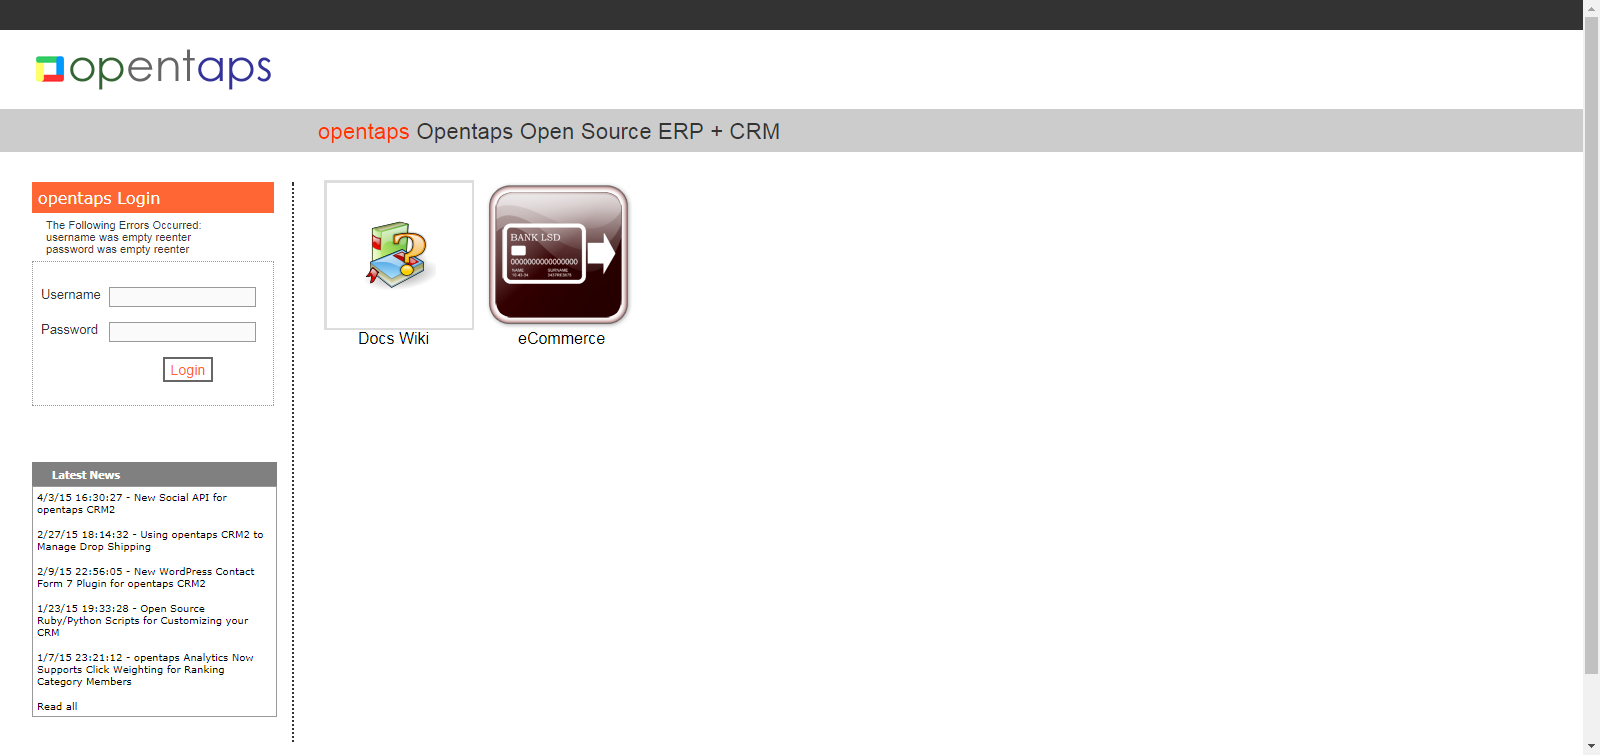 opentaps
opentaps Opentaps Open Source ERP + CRM
opentaps Login
The Following Errors Occurred:
username was empty reenter
password was empty reenter
Username
Password
Login
BANK LSD
0000000000000000
NAME SURNAME
Docs Wiki
eCommerce
Latest News
4/3/15 16:30:27 - New Social API for
opentaps CRM2
2/27/15 18:14:32 - Using opentaps CRM2 to
Manage Drop Shipping
2/9/15 22:56:05 - New WordPress Contact
Form 7 Plugin for opentaps CRM2
1/23/15 19:33:28 - Open Source
Ruby/Python Scripts for Customizing your
CRM
1/7/15 23:21:12 - opentaps Analytics Now
Supports Click Weighting for Ranking
Category Members
Read all